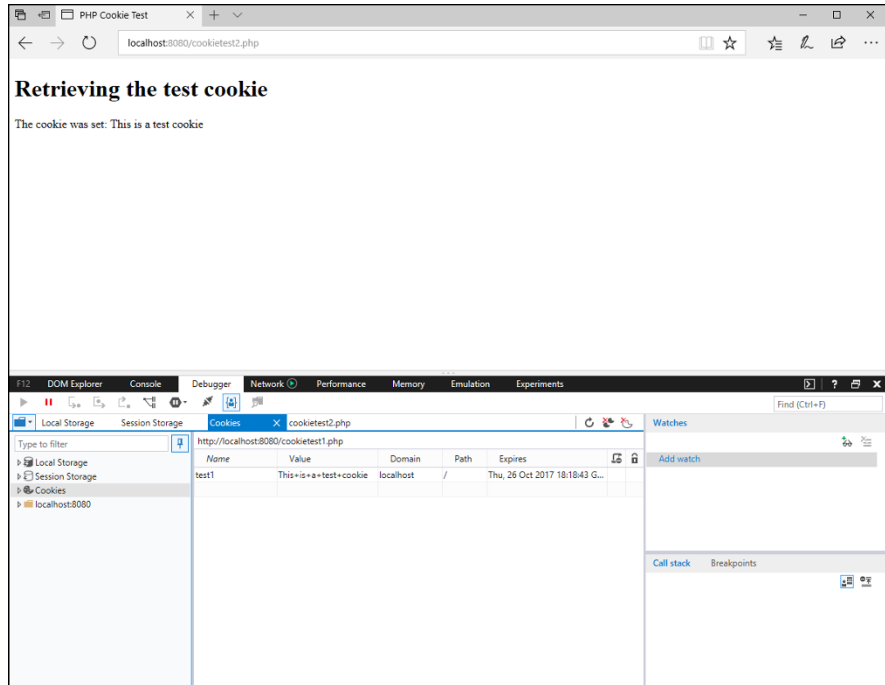 PHP Cookie Test
localhost:8080/cookietest2.php
Retrieving the test cookie
The cookie was set: This is a test cookie
F12 DOM Explorer Console Debugger Network Performance Memory Emulation Experiments
Find (Ctrl+F)
Local Storage Session Storage Cookies cookietest2.php
Watches
Type to filter
http://localhost:8080/cookietest1.php
Name Value Domain Path Expires
Add watch
Local Storage
test1 This+is+a+test+cookie localhost / Thu, 26 Oct 2017 18:18:43 G...
Session Storage
Cookies
localhost:8080
Call stack Breakpoints